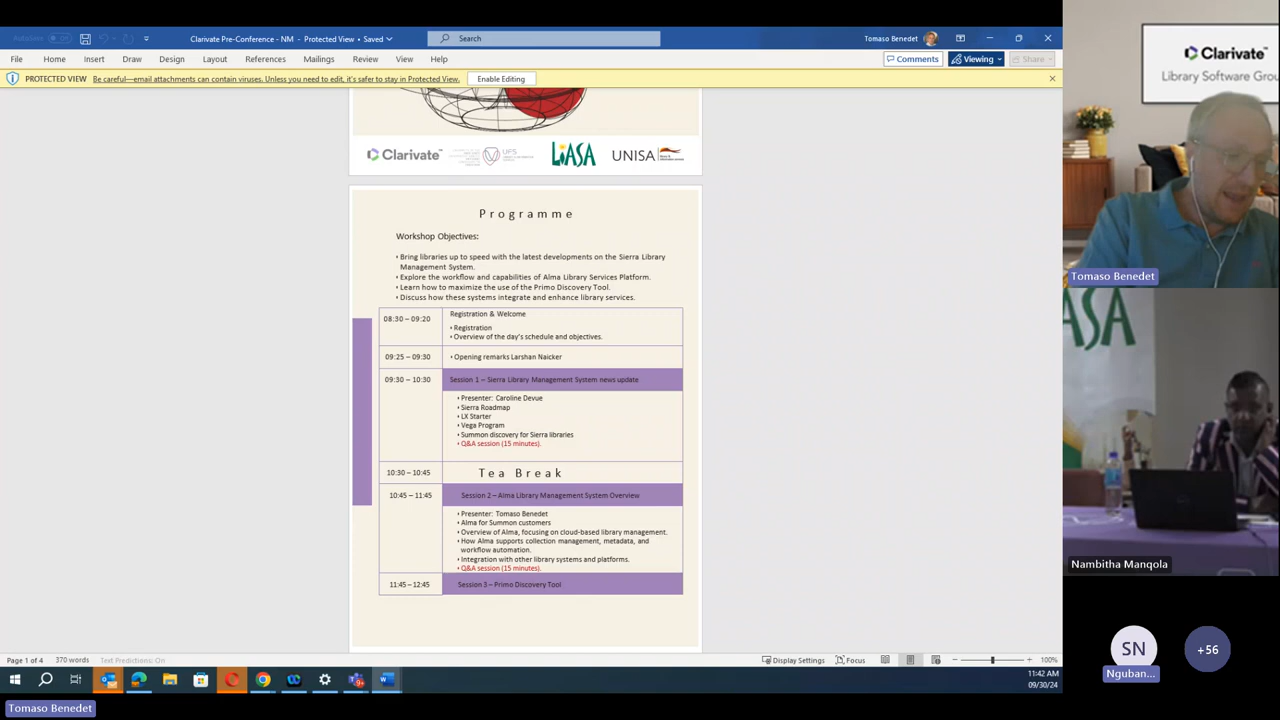 AutoSave Off
Clarivate Pre-Conference - NM - Protected View • Saved
Search
Tomaso Benedet
File Home Insert Draw Design Layout References Mailings Review View Help
Comments
Viewing
Share
PROTECTED VIEW Be careful—email attachments can contain viruses. Unless you need to edit, it's safer to stay in Protected View. Enable Editing
Clarivate™
UFS
LIASA
UNISA
Programme
Workshop Objectives:
• Bring libraries up to speed with the latest developments on the Sierra Library
Management System.
• Explore the workflow and capabilities of Alma Library Services Platform.
• Learn how to maximize the use of the Primo Discovery Tool.
• Discuss how these systems integrate and enhance library services.
08:30 – 09:20 Registration & Welcome
• Registration
• Overview of the day's schedule and objectives.
09:25 – 09:30 • Opening remarks Larshan Naicker
09:30 – 10:30 Session 1 – Sierra Library Management System news update
• Presenter: Caroline Devue
• Sierra Roadmap
• LX Starter
• Vega Program
• Summon discovery for Sierra libraries
• Q&A session (15 minutes).
10:30 – 10:45 Tea Break
10:45 – 11:45 Session 2 – Alma Library Management System Overview
• Presenter: Tomaso Benedet
• Alma for Summon customers
• Overview of Alma, focusing on cloud-based library management.
• How Alma supports collection management, metadata, and
workflow automation.
• Integration with other library systems and platforms.
• Q&A session (15 minutes).
11:45 – 12:45 Session 3 – Primo Discovery Tool
Page 1 of 4 370 words Text Predictions: On
Display Settings Focus 100%
11:42 AM
09/30/24
Tomaso Benedet
Clarivate
Library Software Grou
Tomaso Benedet
ASA
Nambitha Manqola
SN
Nguban...
+56